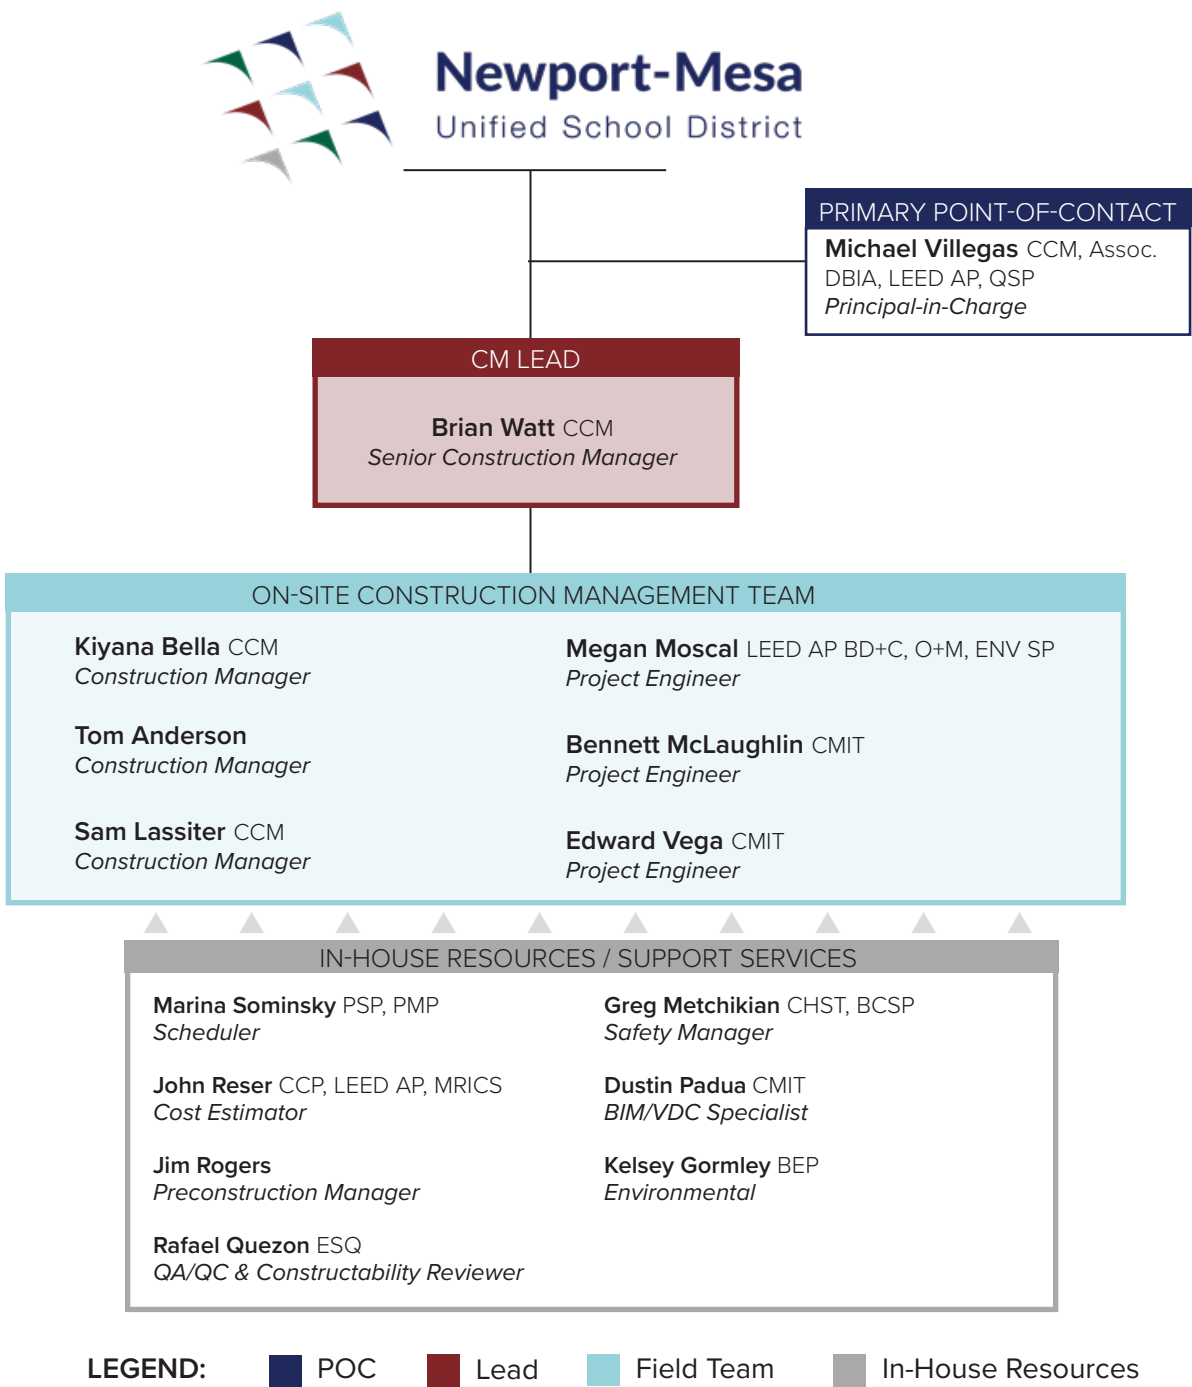 Newport-Mesa
Unified School District
PRIMARY POINT-OF-CONTACT
Michael Villegas CCM, Assoc.
DBIA, LEED AP, QSP
Principal-in-Charge
CM LEAD
Brian Watt CCM
Senior Construction Manager
ON-SITE CONSTRUCTION MANAGEMENT TEAM
Kiyana Bella CCM
Construction Manager
Tom Anderson
Construction Manager
Sam Lassiter CCM
Construction Manager
Megan Moscal LEED AP BD+C, O+M, ENV SP
Project Engineer
Bennett McLaughlin CMIT
Project Engineer
Edward Vega CMIT
Project Engineer
IN-HOUSE RESOURCES / SUPPORT SERVICES
Marina Sominsky PSP, PMP
Scheduler
John Reser CCP, LEED AP, MRICS
Cost Estimator
Jim Rogers
Preconstruction Manager
Rafael Quezon ESQ
QA/QC & Constructability Reviewer
Greg Metchikian CHST, BCSP
Safety Manager
Dustin Padua CMIT
BIM/VDC Specialist
Kelsey Gormley BEP
Environmental
LEGEND: POC Lead Field Team In-House Resources